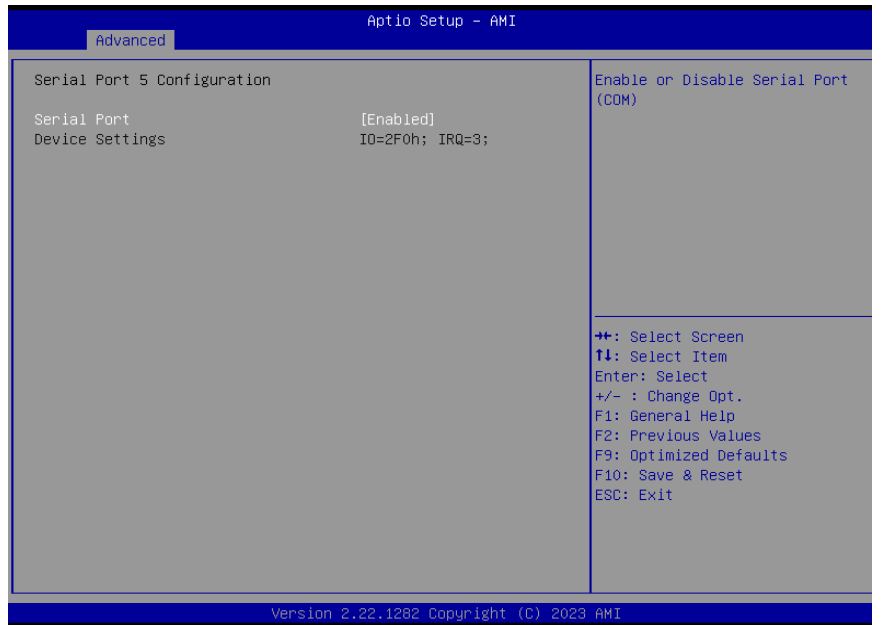 Aptio Setup – AMI
Advanced
Serial Port 5 Configuration
Serial Port [Enabled]
Device Settings IO=2F0h; IRQ=3;
Enable or Disable Serial Port
(COM)
→←: Select Screen
↑↓: Select Item
Enter: Select
+/- : Change Opt.
F1: General Help
F2: Previous Values
F9: Optimized Defaults
F10: Save & Reset
ESC: Exit
Version 2.22.1282 Copyright (C) 2023 AMI